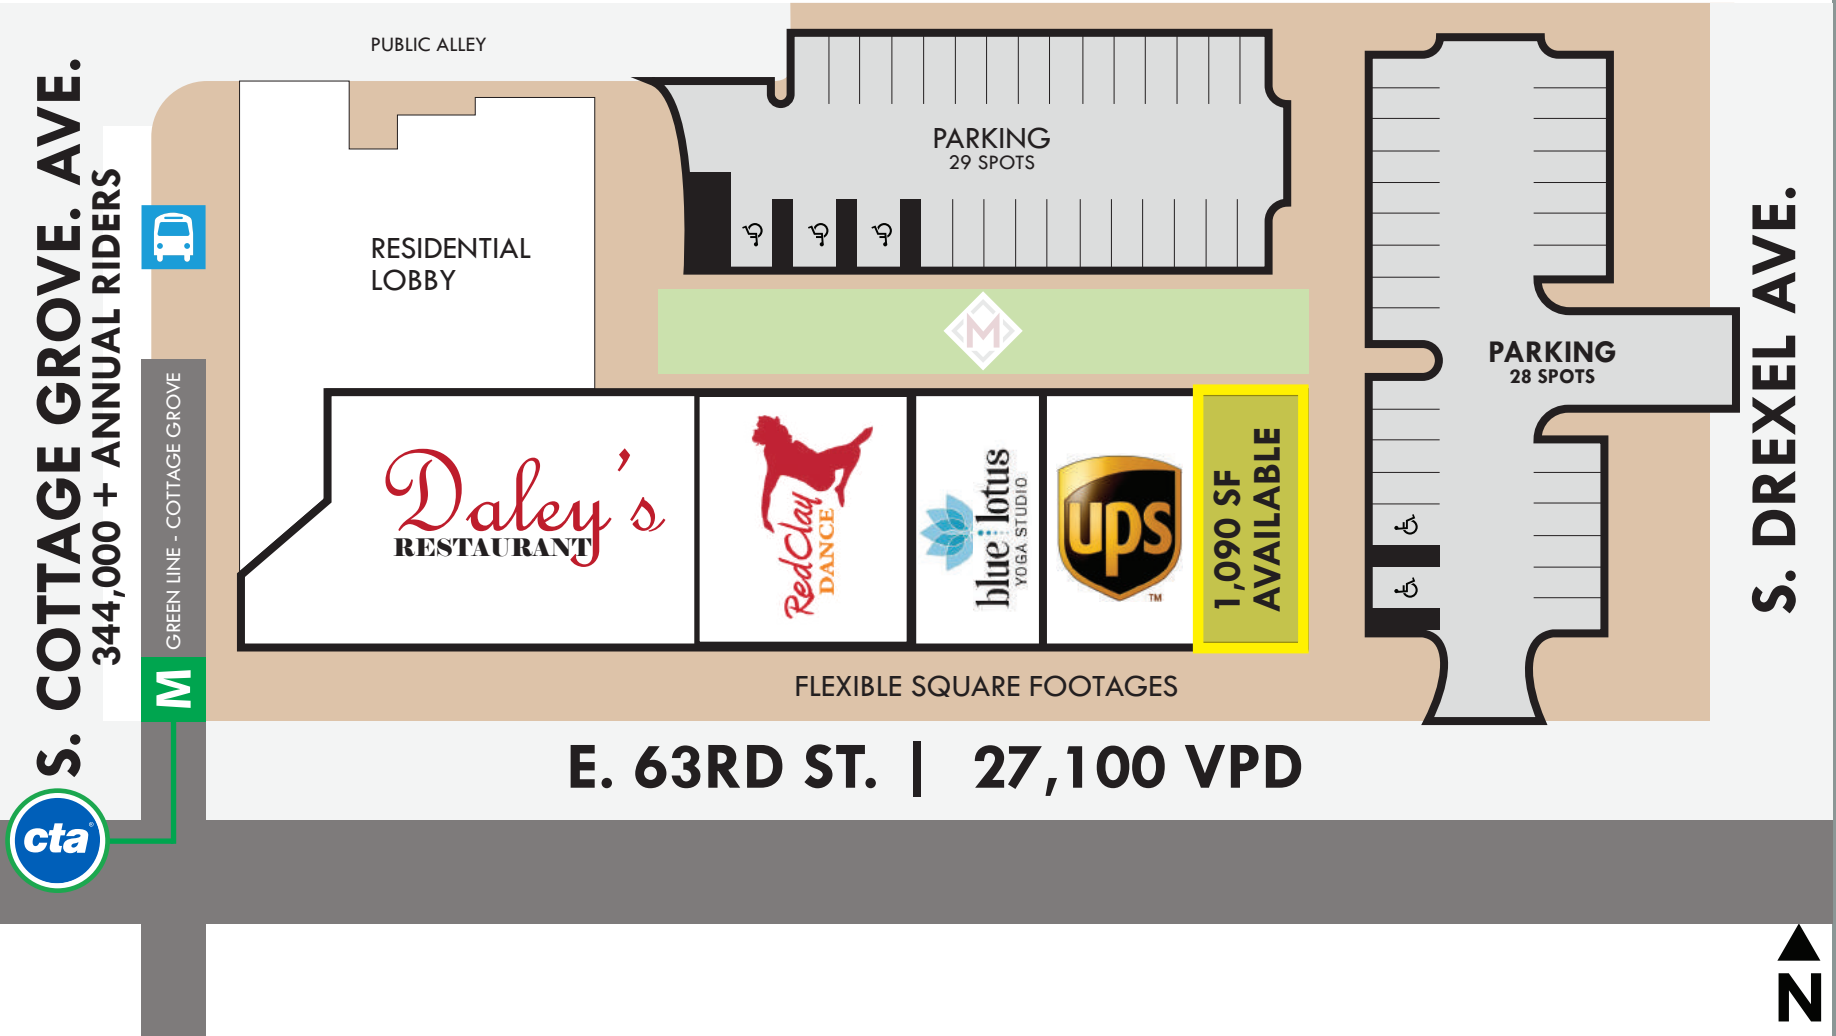 PUBLIC ALLEY
S. COTTAGE GROVE. AVE.
344,000 + ANNUAL RIDERS
GREEN LINE - COTTAGE GROVE
M
cta®
RESIDENTIAL
LOBBY
PARKING
29 SPOTS
M
PARKING
28 SPOTS
S. DREXEL AVE.
Daley's
RESTAURANT
RedClay
DANCE
blue lotus
YOGA STUDIO
ups
TM
1,090 SF
AVAILABLE
FLEXIBLE SQUARE FOOTAGES
E. 63RD ST. | 27,100 VPD
N